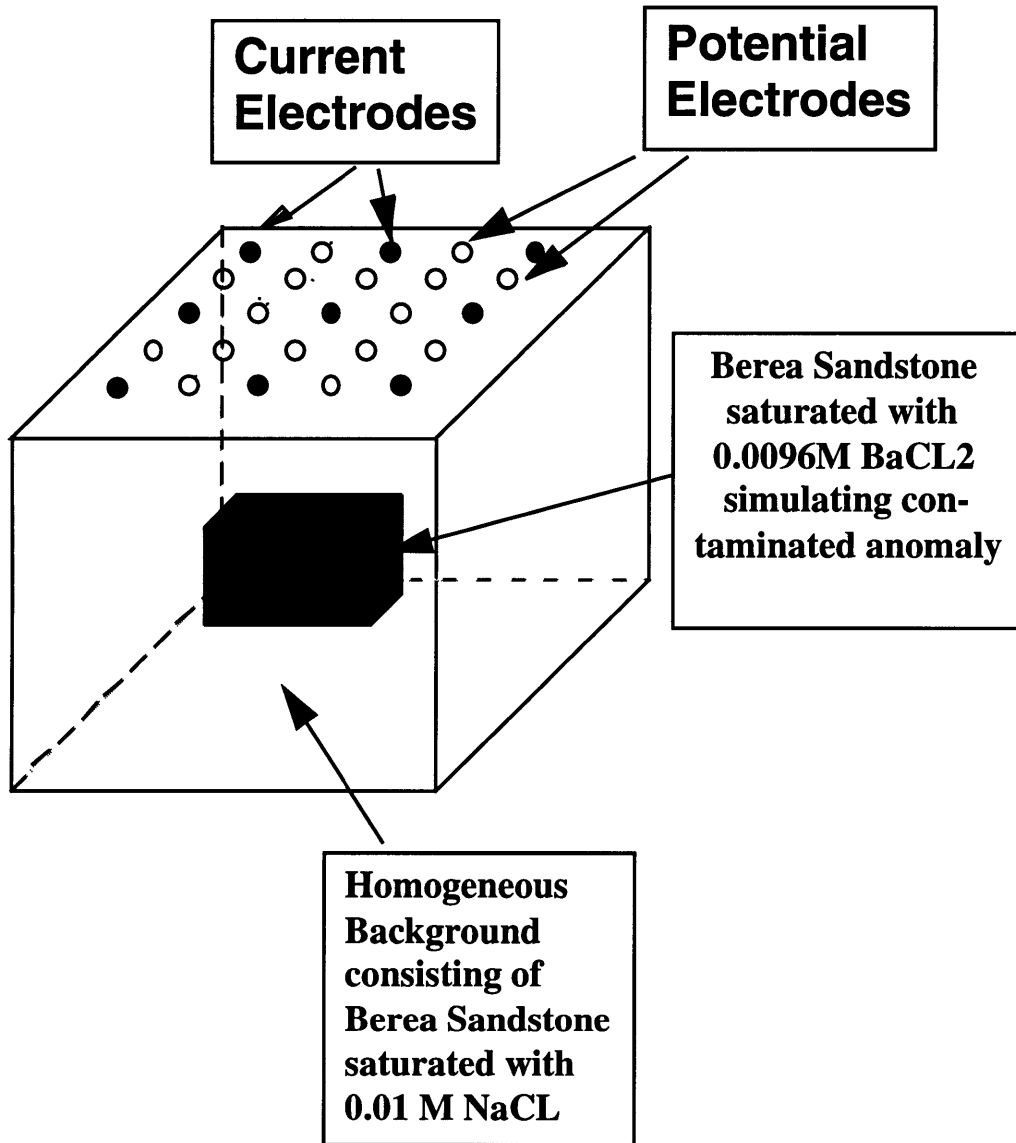 Current
Electrodes
Potential
Electrodes
Berea Sandstone
saturated with
0.0096M BaCL2
simulating con-
taminated anomaly
Homogeneous
Background
consisting of
Berea Sandstone
saturated with
0.01 M NaCL